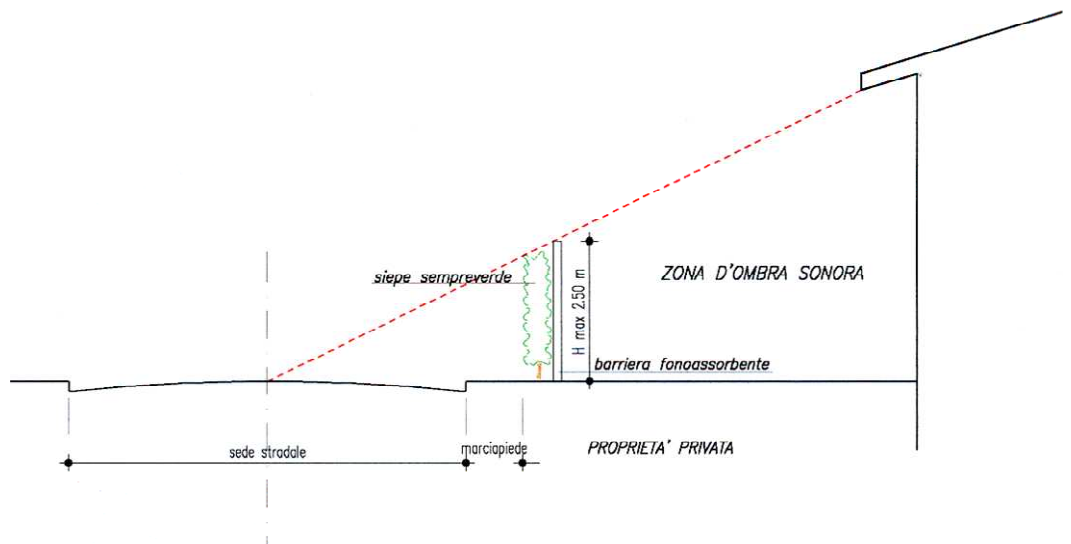 siepe sempreverde
ZONA D'OMBRA SONORA
H max 2.50 m
barriera fonoassorbente
sede stradale
marciapiede
PROPRIETA' PRIVATA